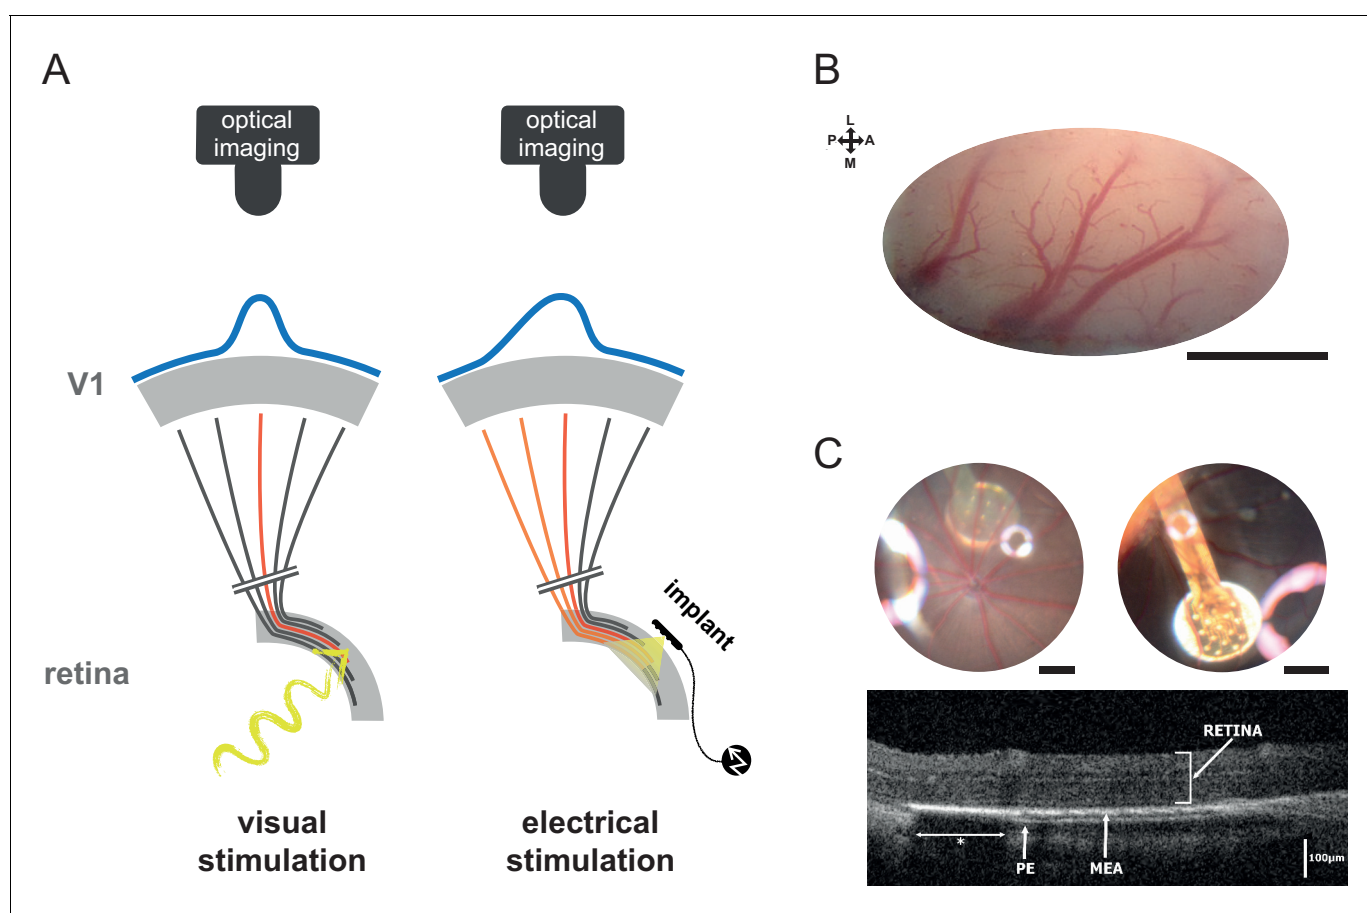 A
optical
imaging
optical
imaging
V1
retina
implant
visual
stimulation
electrical
stimulation
B
L
P A
M
C
RETINA
*
PE
MEA
100µm